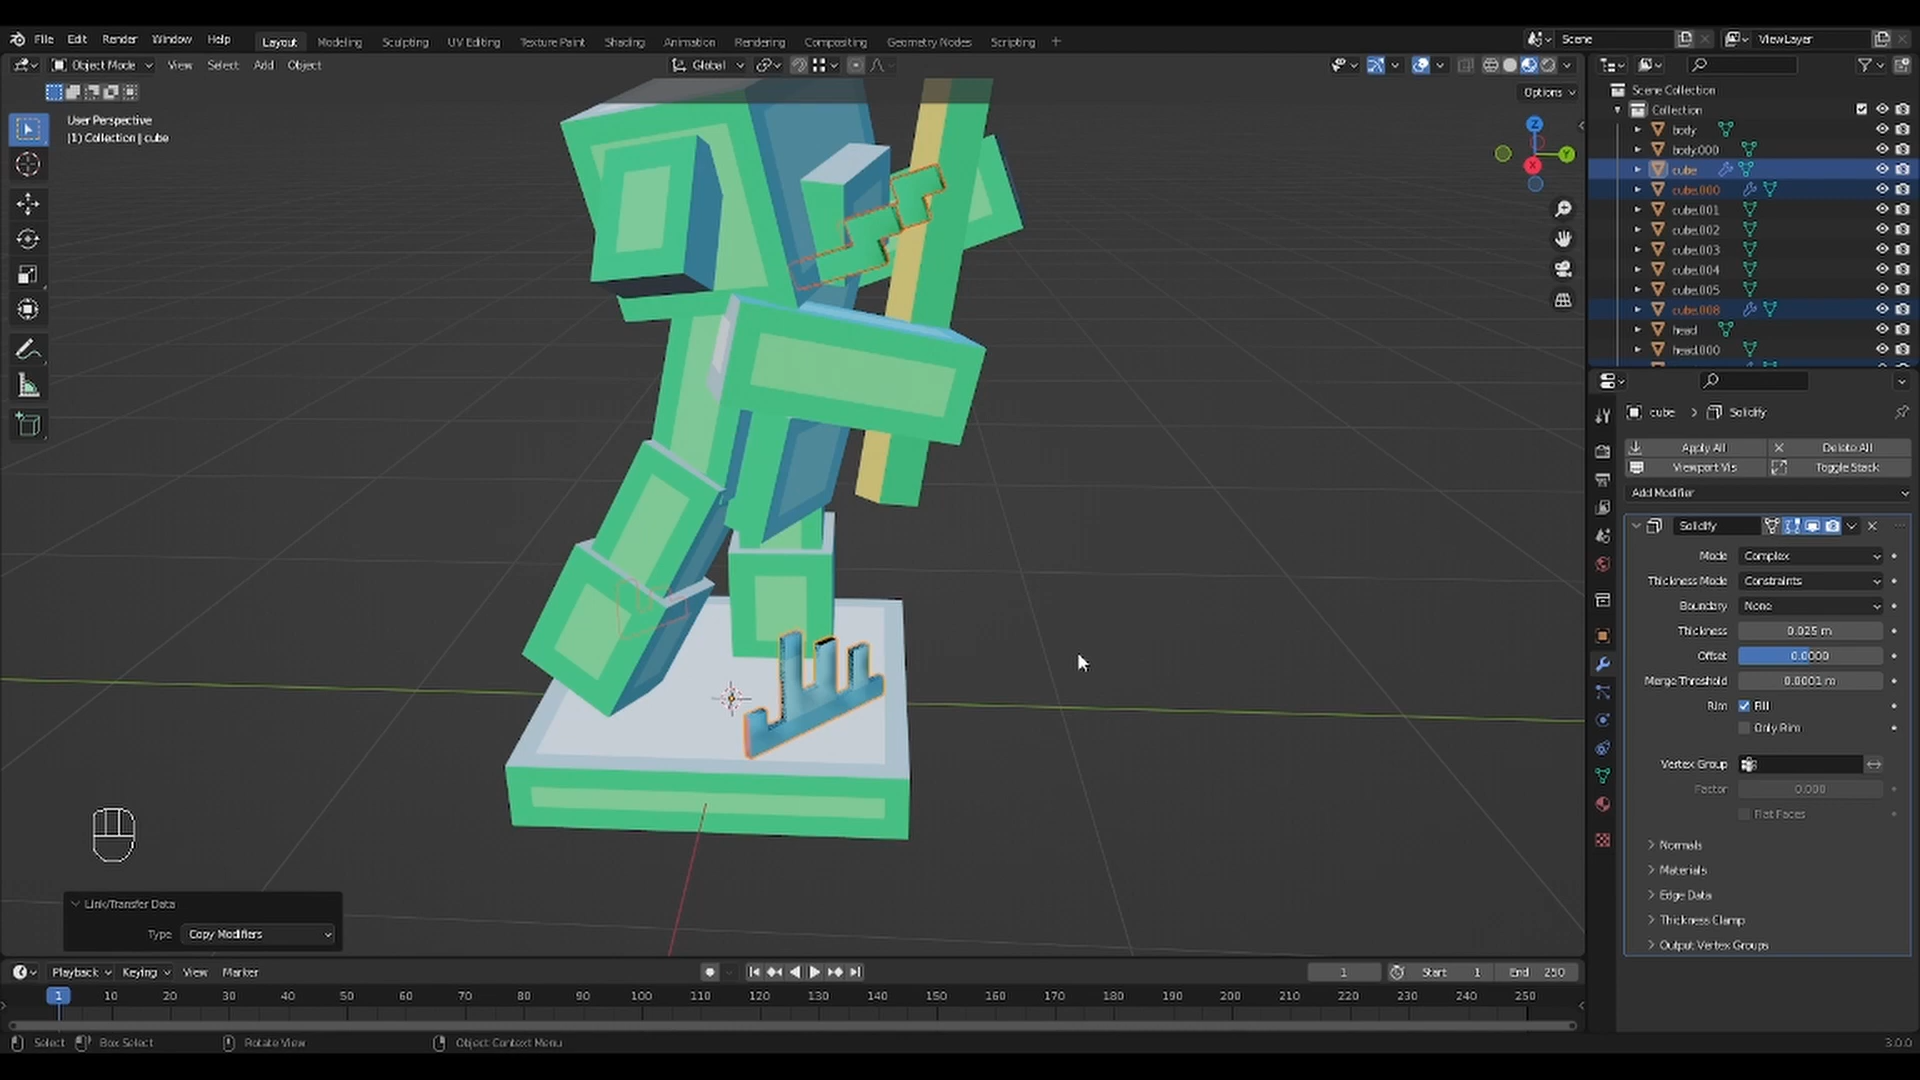 File Edit Render Window Help Layout Modeling Sculpting UV Editing Texture Paint Shading Animation Rendering Compositing Geometry Nodes Scripting + Scene ViewLayer
Object Mode View Select Add Object Global
Options
User Perspective
(1) Collection | cube
Z
Y
X
Scene Collection
Collection
body
body.000
cube
cube.000
cube.001
cube.002
cube.003
cube.004
cube.005
cube.008
head
head.000
cube > Solidify
Apply All Delete All
Viewport Vis Toggle Stack
Add Modifier
Solidify
Mode Complex
Thickness Mode Constraints
Boundary None
Thickness 0.025 m
Offset 0.0000
Merge Threshold 0.0001 m
Rim Fill
Only Rim
Vertex Group
Factor 0.000
Flat Faces
Normals
Materials
Edge Data
Thickness Clamp
Output Vertex Groups
Link/Transfer Data
Type Copy Modifiers
Playback Keying View Marker 1 Start 1 End 250
1 10 20 30 40 50 60 70 80 90 100 110 120 130 140 150 160 170 180 190 200 210 220 230 240 250
Select Box Select Rotate View Object Context Menu 3.0.0